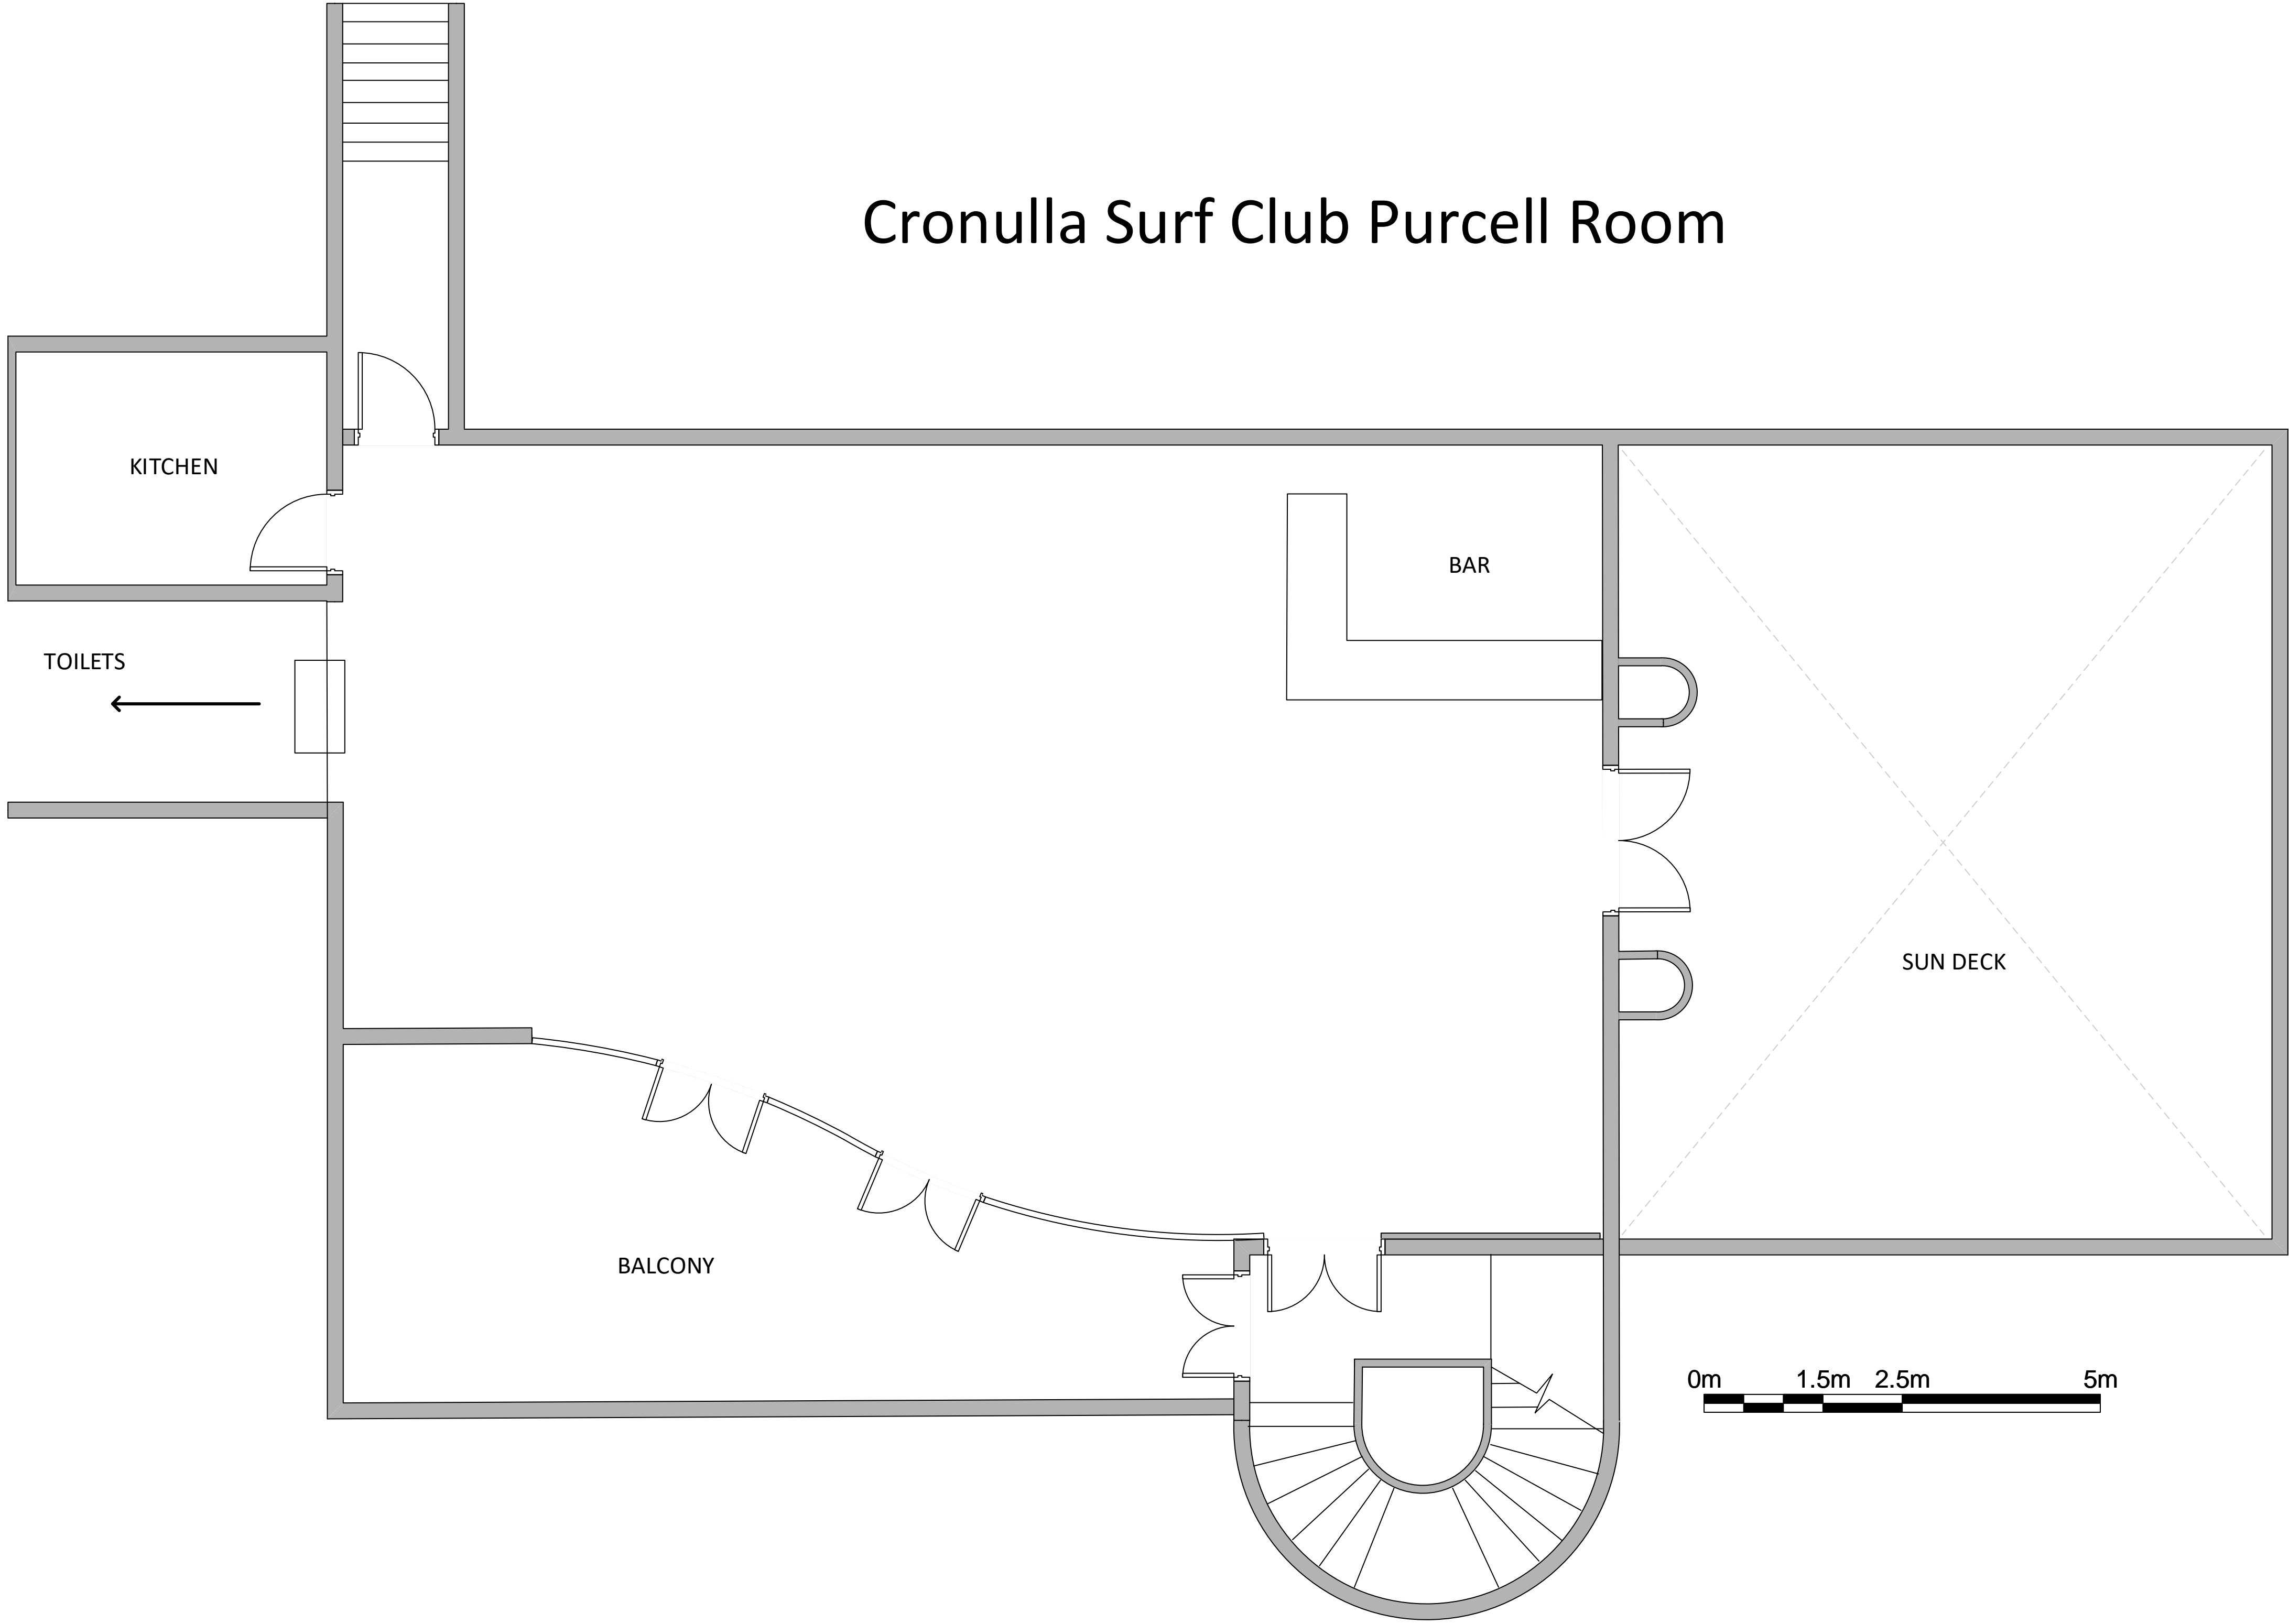 Cronulla Surf Club Purcell Room
KITCHEN
BAR
TOILETS
SUN DECK
BALCONY
0m 1.5m 2.5m 5m